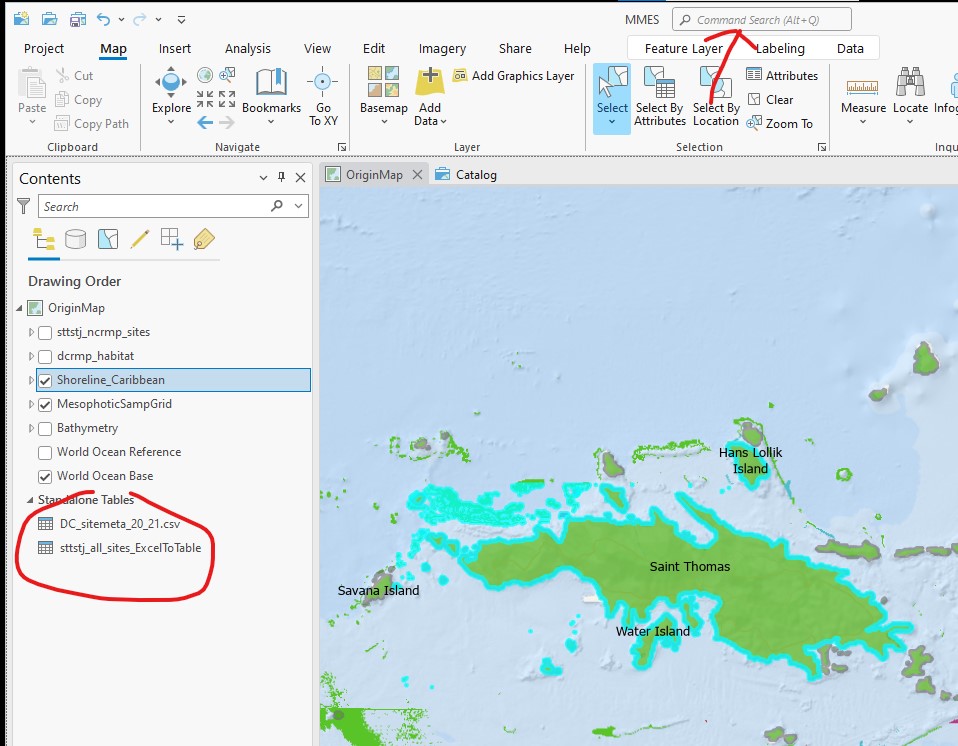 MMES
Command Search (Alt+Q)
Project Map Insert Analysis View Edit Imagery Share Help Feature Layer Labeling Data
Paste
Cut
Copy
Copy Path
Clipboard
Explore
Bookmarks
Go
To XY
Navigate
Basemap
Add
Data
Add Graphics Layer
Layer
Select
Select By
Attributes
Select By
Location
Attributes
Clear
Zoom To
Selection
Measure
Locate
Infog
Inqu
Contents
Search
Drawing Order
OriginMap
sttstj_ncrmp_sites
dcrmp_habitat
Shoreline_Caribbean
MesophoticSampGrid
Bathymetry
World Ocean Reference
World Ocean Base
Standalone Tables
DC_sitemeta_20_21.csv
sttstj_all_sites_ExcelToTable
OriginMap
Catalog
Hans Lollik
Island
Saint Thomas
Savana Island
Water Island